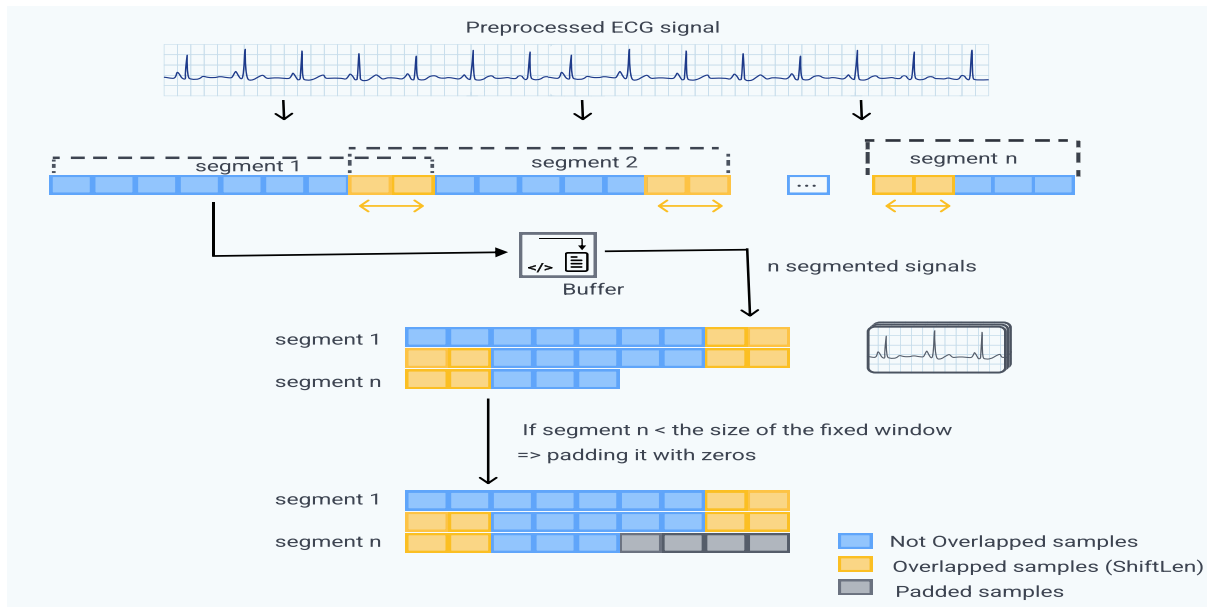 Preprocessed ECG signal
segment 1
segment 2
...
segment n
</>
Buffer
n segmented signals
segment 1
segment n
If segment n < the size of the fixed window
=> padding it with zeros
segment 1
segment n
Not Overlapped samples
Overlapped samples (ShiftLen)
Padded samples